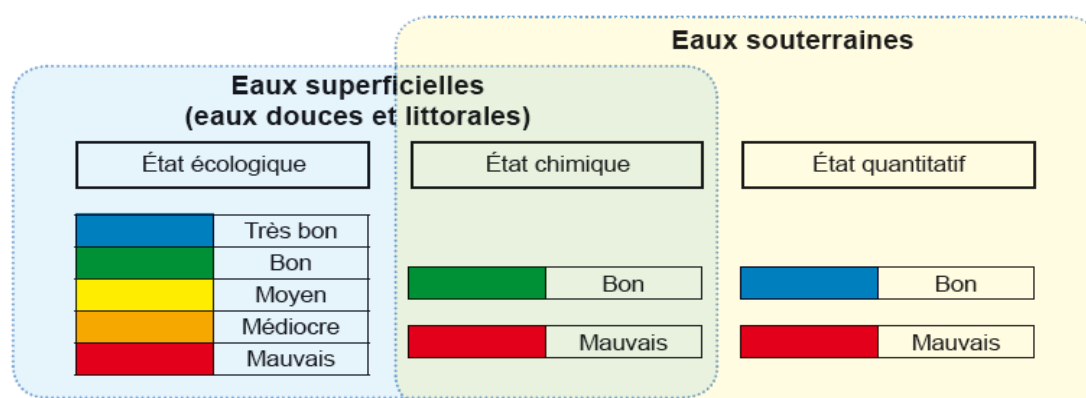 Eaux souterraines
Eaux superficielles
(eaux douces et littorales)
État écologique
État chimique
État quantitatif
Très bon
Bon
Moyen
Médiocre
Mauvais
Bon
Mauvais
Bon
Mauvais